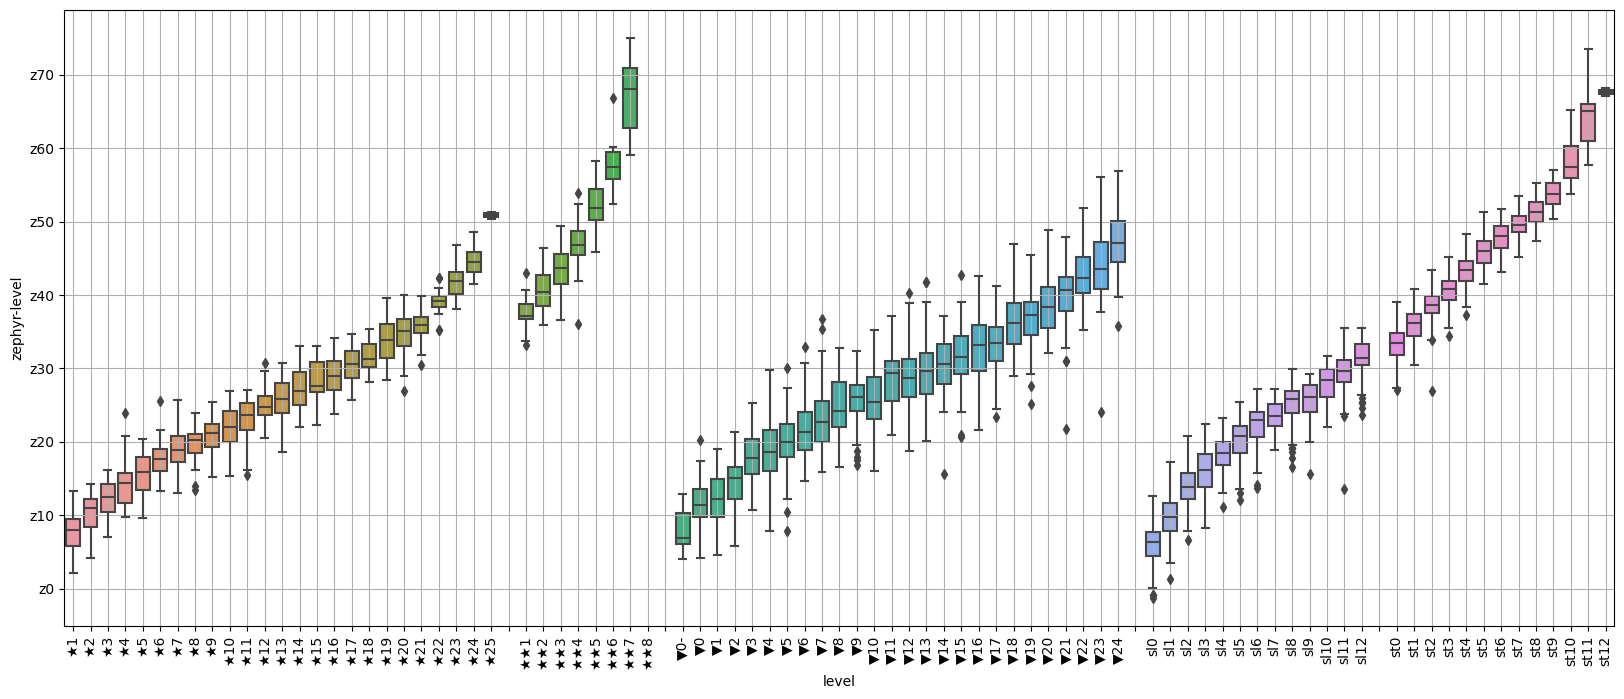 z70
z60
z50
z40
z30
z20
z10
z0
zephyr-level
★1 ★2 ★3 ★4 ★5 ★6 ★7 ★8 ★9 ★10 ★11 ★12 ★13 ★14 ★15 ★16 ★17 ★18 ★19 ★20 ★21 ★22 ★23 ★24 ★25 ★★1 ★★2 ★★3 ★★4 ★★5 ★★6 ★★7 ★★8 ▼0- ▼0 ▼1 ▼2 ▼3 ▼4 ▼5 ▼6 ▼7 ▼8 ▼9 ▼10 ▼11 ▼12 ▼13 ▼14 ▼15 ▼16 ▼17 ▼18 ▼19 ▼20 ▼21 ▼22 ▼23 ▼24 sl0 sl1 sl2 sl3 sl4 sl5 sl6 sl7 sl8 sl9 sl10 sl11 sl12 st0 st1 st2 st3 st4 st5 st6 st7 st8 st9 st10 st11 st12
level